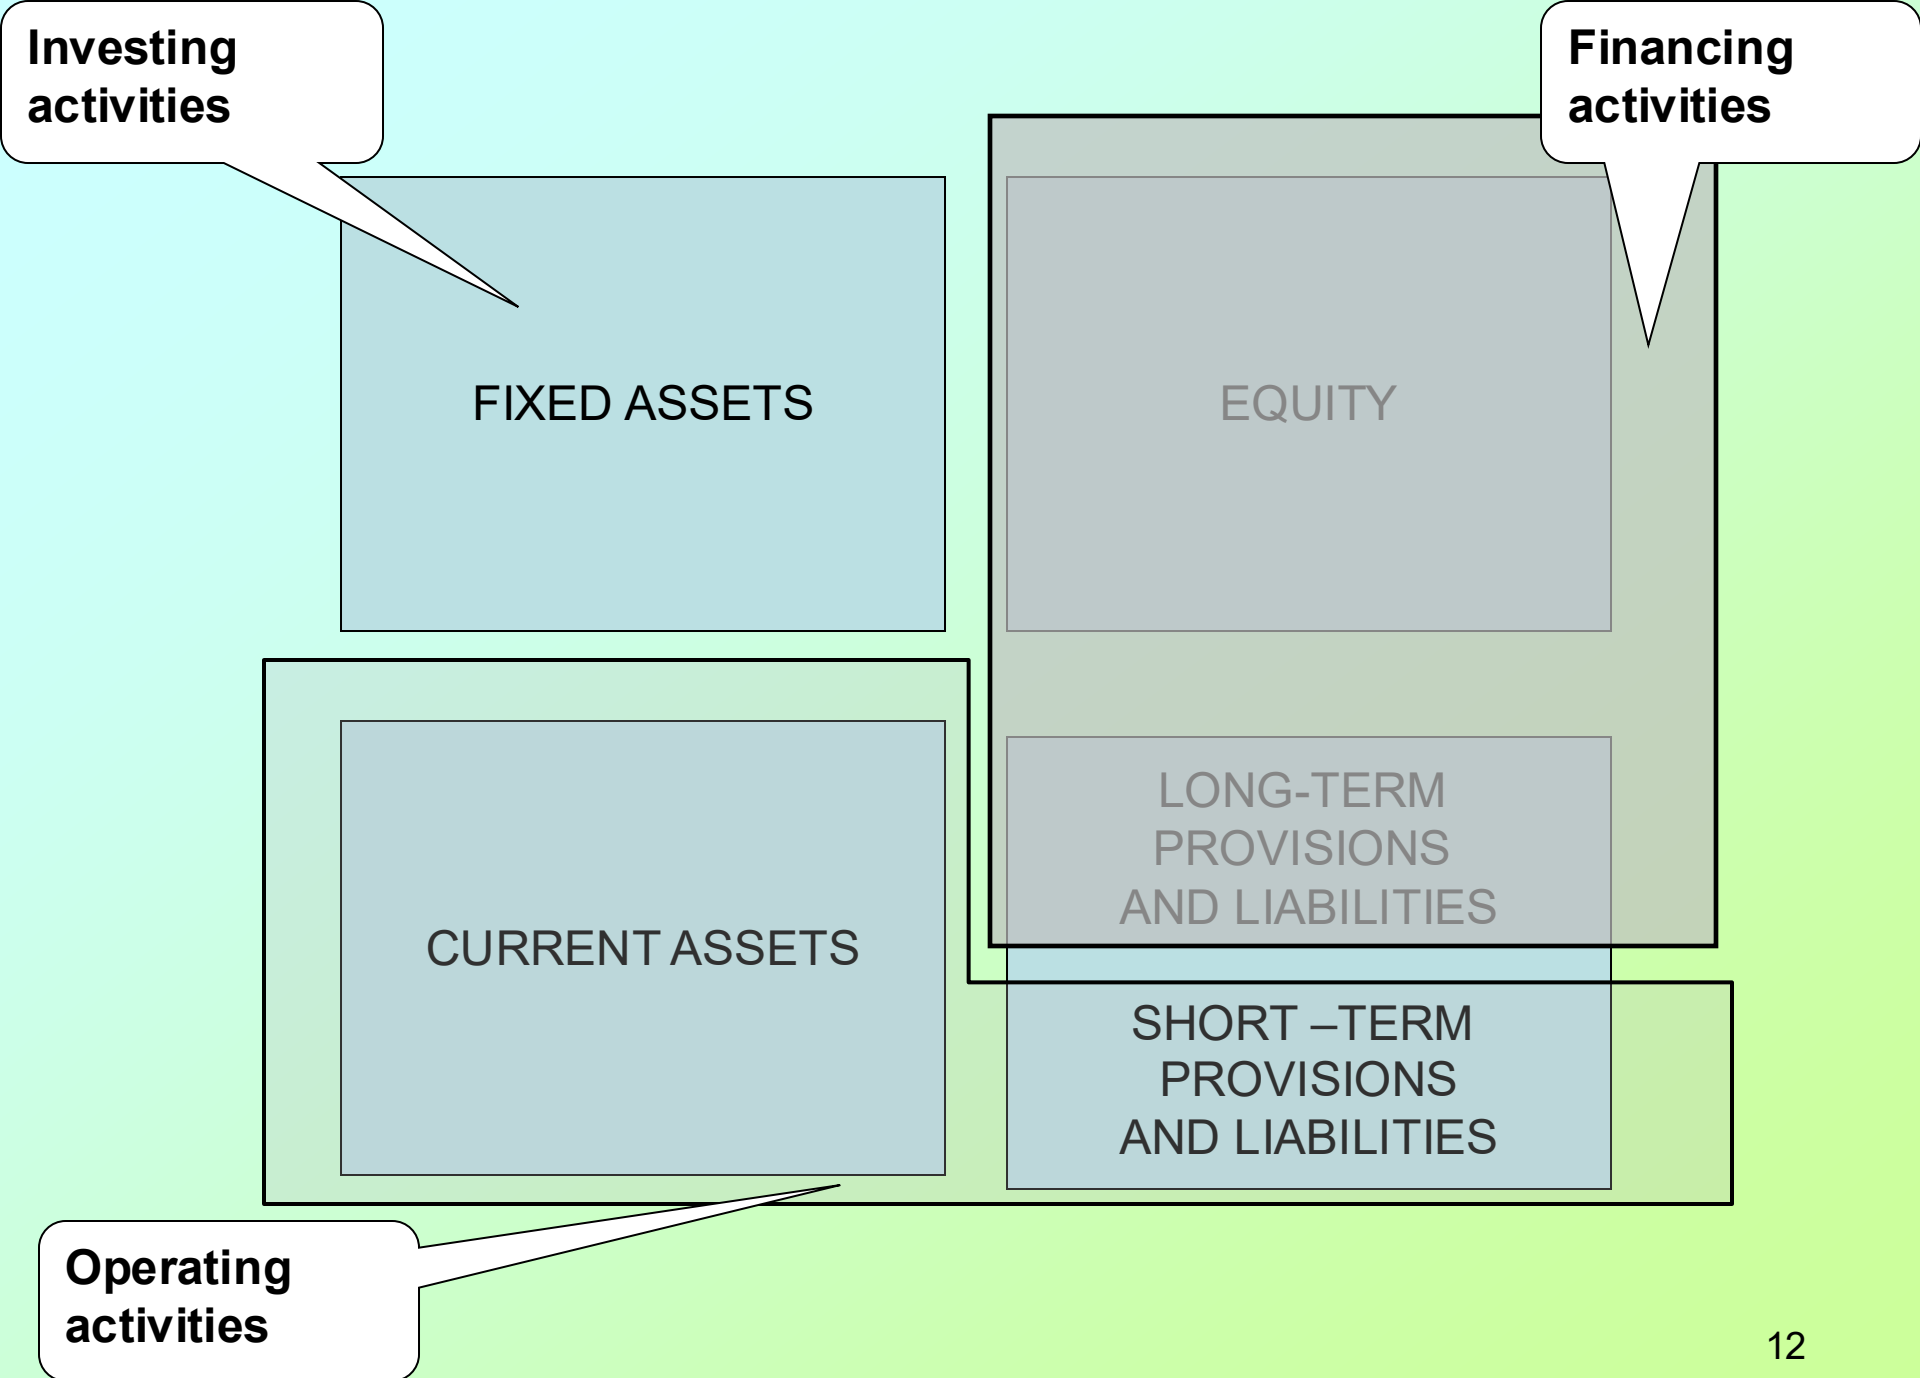 Investing
activities
Financing
activities
FIXED ASSETS
EQUITY
LONG-TERM
PROVISIONS
AND LIABILITIES
CURRENT ASSETS
SHORT –TERM
PROVISIONS
AND LIABILITIES
Operating
activities
12